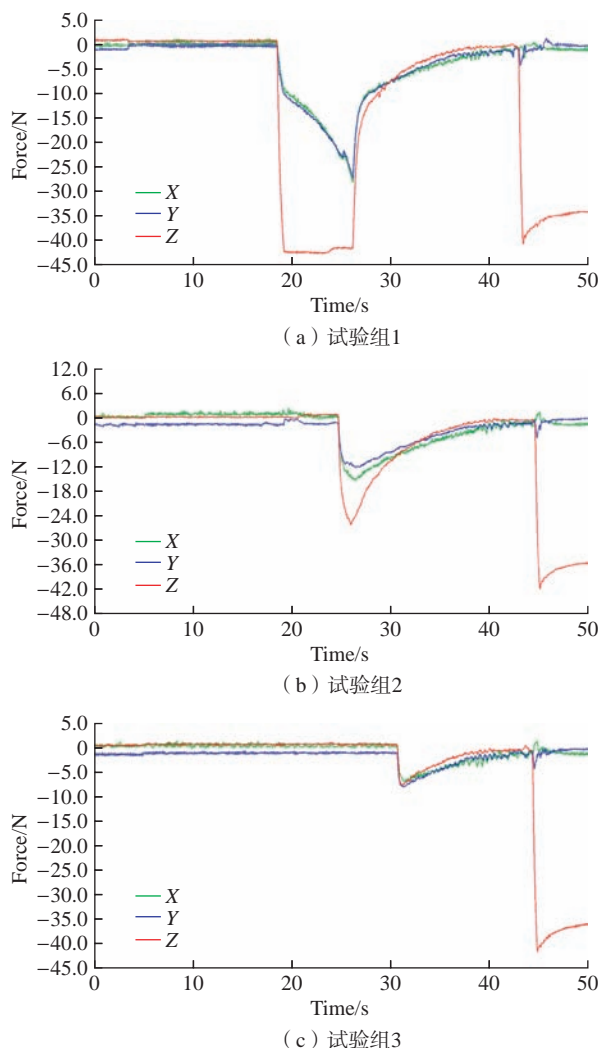 5.0
0
−5.0
−10.0
−15.0
−20.0
−25.0
−30.0
−35.0
−40.0
−45.0
Force/N
X
Y
Z
0 10 20 30 40 50
Time/s
（a）试验组1
12.0
6.0
0
−6.0
−12.0
−18.0
−24.0
−30.0
−36.0
−42.0
−48.0
Force/N
X
Y
Z
0 10 20 30 40 50
Time/s
（b）试验组2
5.0
0
−5.0
−10.0
−15.0
−20.0
−25.0
−30.0
−35.0
−40.0
−45.0
Force/N
X
Y
Z
0 10 20 30 40 50
Time/s
（c）试验组3